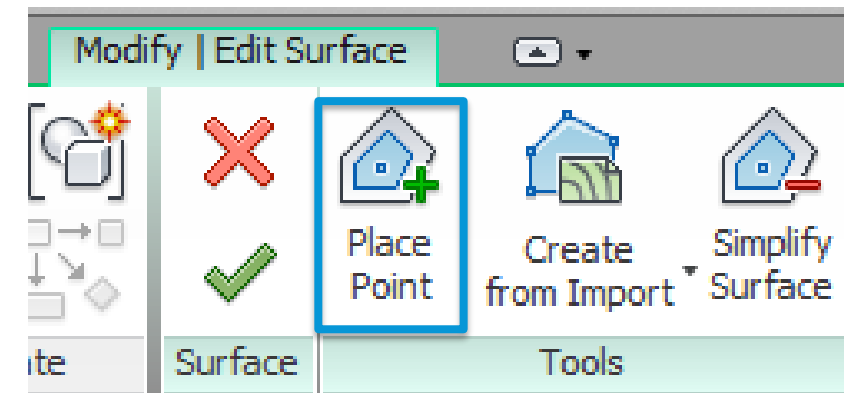 Modify | Edit Surface
Place
Point
Create
from Import
Simplify
Surface
Surface
Tools